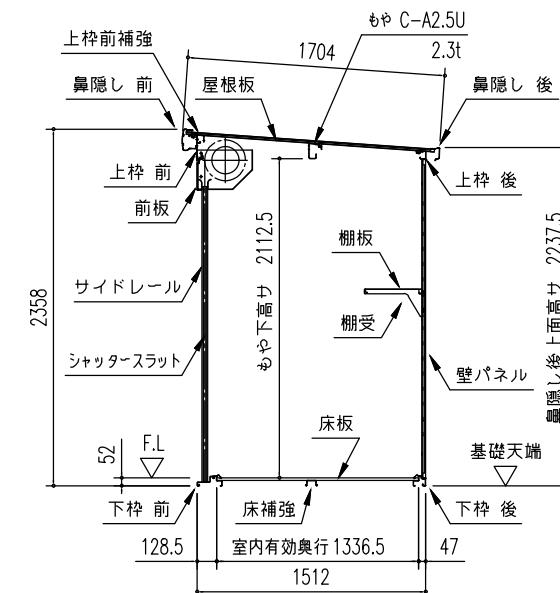 もや C-A2.5U
上枠前補強
1704
2.3t
鼻隠し 前
屋根板
鼻隠し 後
上枠 前
上枠 後
前板
もや下高サ 2112.5
鼻隠し後上面高サ 2237.5
棚板
サイドレール
2358
棚受
シャッタースラット
壁パネル
床板
F.L
52
基礎天端
下枠 前
床補強
下枠 後
128.5
室内有効奥行 1336.5
47
1512